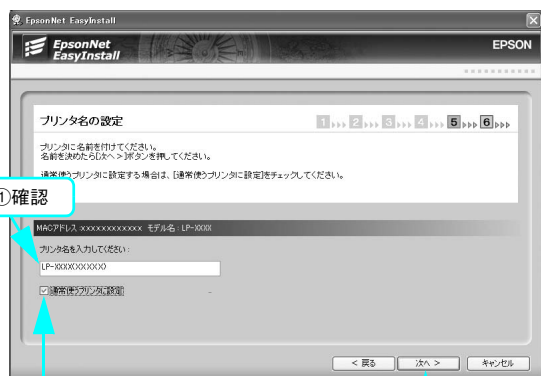 EpsonNet EasyInstall
EpsonNet
EasyInstall
EPSON
プリンタ名の設定
1 2 3 4 5 6
プリンタに名前を付けてください。
名前を決めたら[次へ >]ボタンを押してください。
通常使うプリンタに設定する場合は、[通常使うプリンタに設定]をチェックしてください。
①確認
MACアドレス :xxxxxxxxxxxx モデル名 : LP-XXXX
プリンタ名を入力してください :
LP-XXXX(XXXXXX)
通常使うプリンタに設定
< 戻る
次へ >
キャンセル